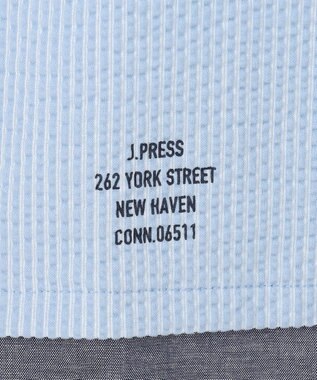 J.PRESS
262 YORK STREET
NEW HAVEN
CONN.06511